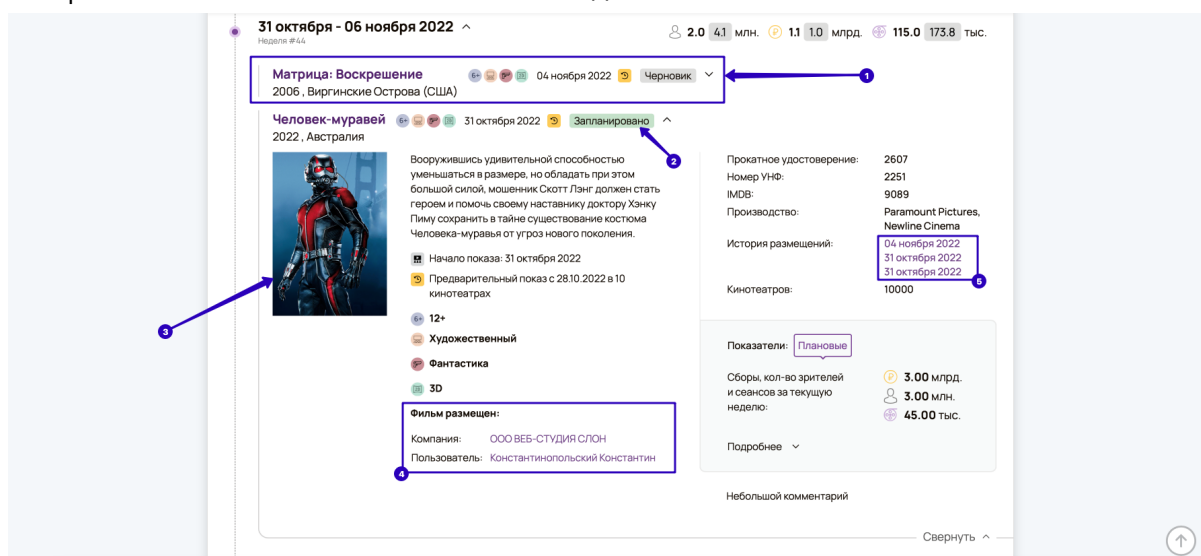 31 октября - 06 ноября 2022
Неделя #44
2.0 4.1 млн. 1.1 1.0 млрд. 115.0 173.8 тыс.
Матрица: Воскрешение 6+ 04 ноября 2022 Черновик 1
2006 , Виргинские Острова (США)
Человек-муравей 6+ 31 октября 2022 Запланировано
2022 , Австралия
2
Вооружившись удивительной способностью
уменьшаться в размере, но обладать при этом
большой силой, мошенник Скотт Лэнг должен стать
героем и помочь своему наставнику доктору Хэнку
Пиму сохранить в тайне существование костюма
Человека-муравья от угроз нового поколения.
Начало показа: 31 октября 2022
Предварительный показ с 28.10.2022 в 10
кинотеатрах
3
6+ 12+
Художественный
Фантастика
3D
Фильм размещен:
Компания: ООО ВЕБ-СТУДИЯ СЛОН
Пользователь: Константинопольский Константин
4
Прокатное удостоверение: 2607
Номер УНФ: 2251
IMDB: 9089
Производство: Paramount Pictures,
Newline Cinema
История размещений: 04 ноября 2022
31 октября 2022
31 октября 2022
5
Кинотеатров: 10000
Показатели: Плановые
Сборы, кол-во зрителей 3.00 млрд.
и сеансов за текущую 3.00 млн.
неделю: 45.00 тыс.
Подробнее
Небольшой комментарий
Свернуть